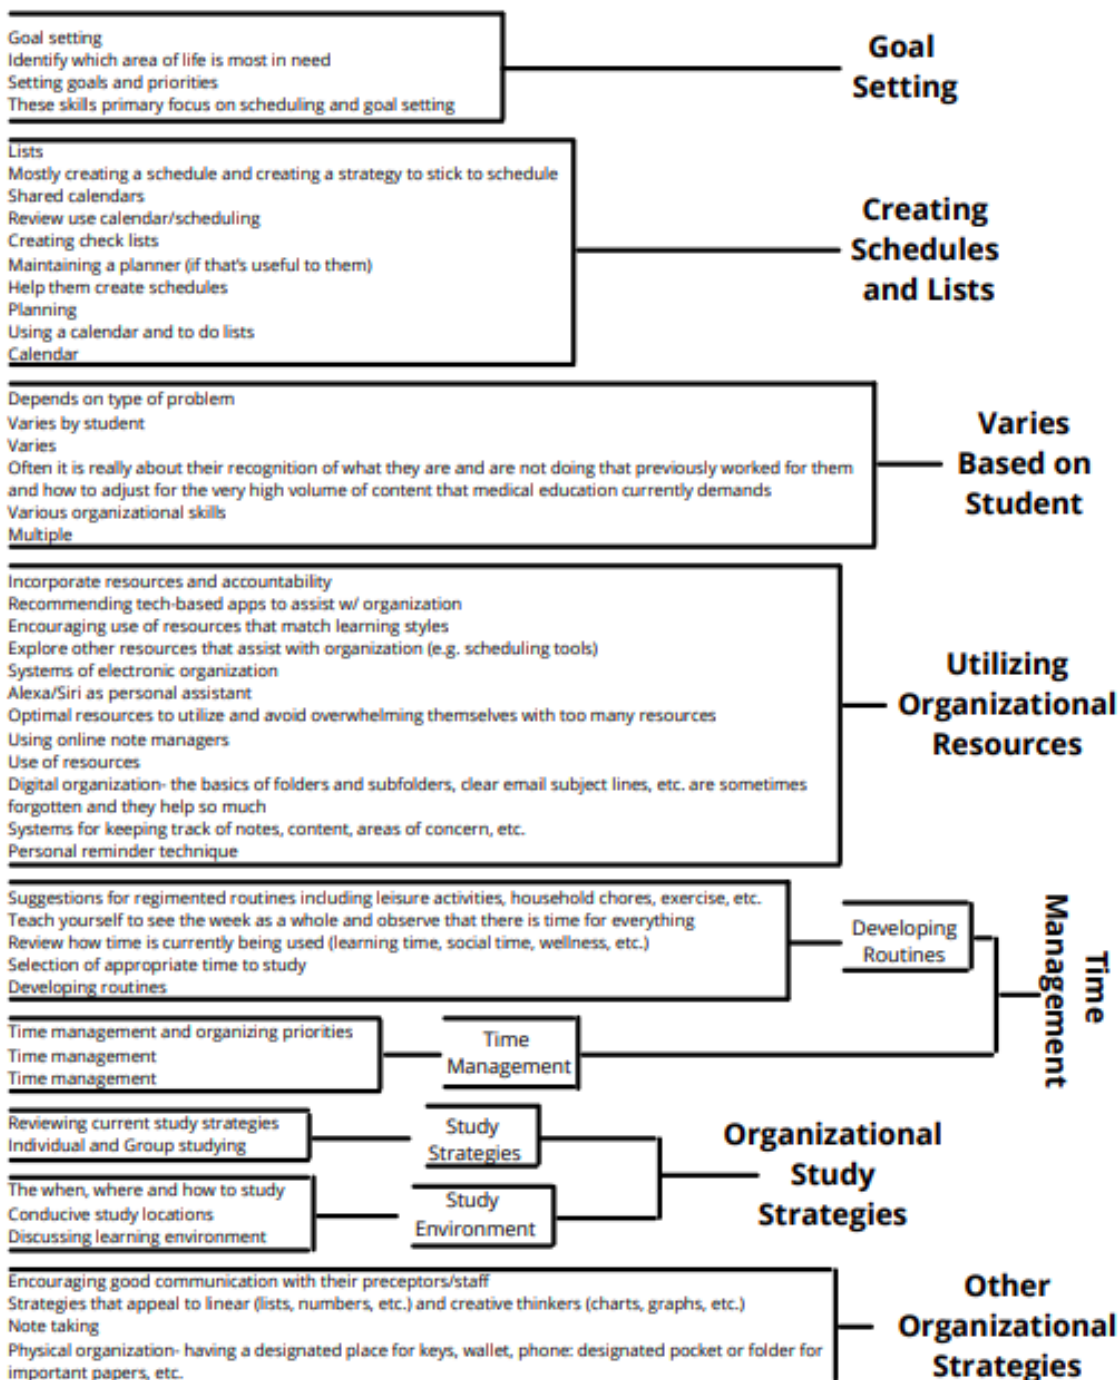 Goal setting
Identify which area of life is most in need
Setting goals and priorities
These skills primary focus on scheduling and goal setting
Goal
Setting
Lists
Mostly creating a schedule and creating a strategy to stick to schedule
Shared calendars
Review use calendar/scheduling
Creating check lists
Maintaining a planner (if that's useful to them)
Help them create schedules
Planning
Using a calendar and to do lists
Calendar
Creating
Schedules
and Lists
Depends on type of problem
Varies by student
Varies
Often it is really about their recognition of what they are and are not doing that previously worked for them
and how to adjust for the very high volume of content that medical education currently demands
Various organizational skills
Multiple
Varies
Based on
Student
Incorporate resources and accountability
Recommending tech-based apps to assist w/ organization
Encouraging use of resources that match learning styles
Explore other resources that assist with organization (e.g. scheduling tools)
Systems of electronic organization
Alexa/Siri as personal assistant
Optimal resources to utilize and avoid overwhelming themselves with too many resources
Using online note managers
Use of resources
Digital organization- the basics of folders and subfolders, clear email subject lines, etc. are sometimes
forgotten and they help so much
Systems for keeping track of notes, content, areas of concern, etc.
Personal reminder technique
Utilizing
Organizational
Resources
Suggestions for regimented routines including leisure activities, household chores, exercise, etc.
Teach yourself to see the week as a whole and observe that there is time for everything
Review how time is currently being used (learning time, social time, wellness, etc.)
Selection of appropriate time to study
Developing routines
Developing
Routines
Time management and organizing priorities
Time management
Time management
Time
Management
Time
Management
Reviewing current study strategies
Individual and Group studying
Study
Strategies
The when, where and how to study
Conducive study locations
Discussing learning environment
Study
Environment
Organizational
Study
Strategies
Encouraging good communication with their preceptors/staff
Strategies that appeal to linear (lists, numbers, etc.) and creative thinkers (charts, graphs, etc.)
Note taking
Physical organization- having a designated place for keys, wallet, phone: designated pocket or folder for
important papers, etc.
Other
Organizational
Strategies